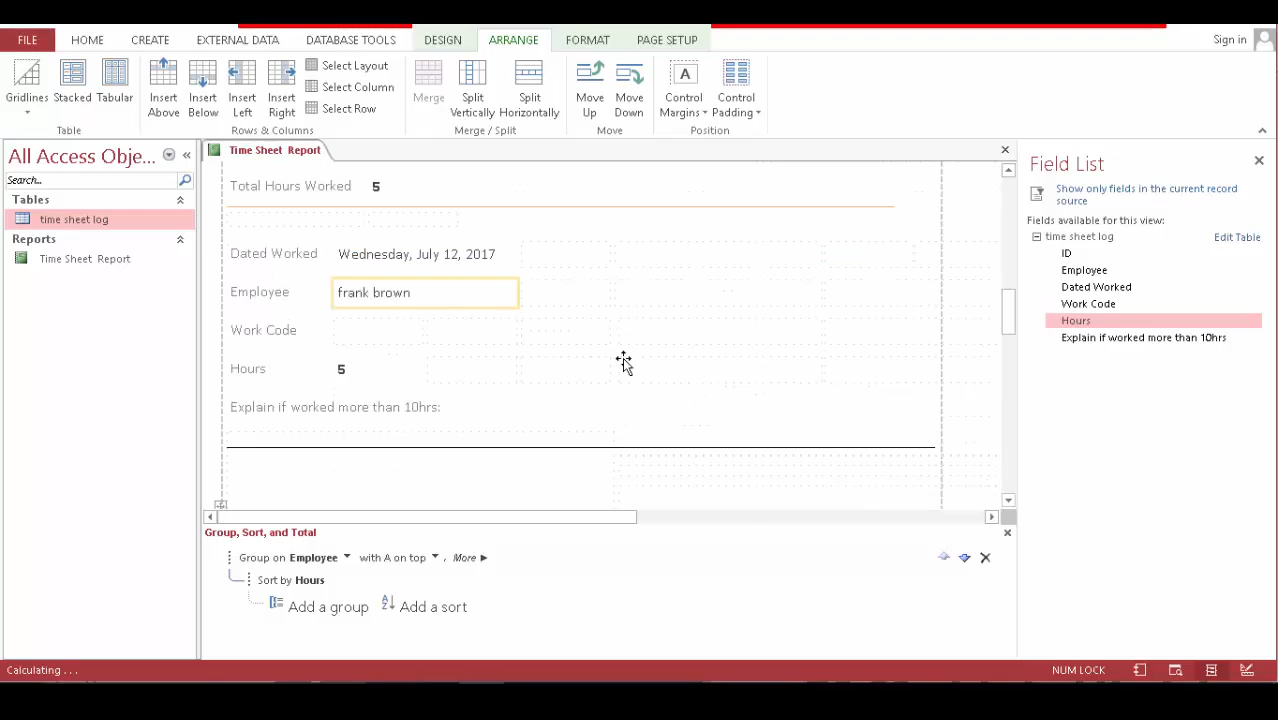 FILE HOME CREATE EXTERNAL DATA DATABASE TOOLS DESIGN ARRANGE FORMAT PAGE SETUP Sign in
Gridlines Stacked Tabular
Table
Insert Above Insert Below Insert Left Insert Right
Select Layout
Select Column
Select Row
Rows & Columns
Merge Split Vertically Split Horizontally
Merge / Split
Move Up Move Down
Move
Control Margins Control Padding
Position
All Access Obje...
Search...
Tables
time sheet log
Reports
Time Sheet Report
Time Sheet Report
Total Hours Worked 5
Dated Worked Wednesday, July 12, 2017
Employee frank brown
Work Code
Hours 5
Explain if worked more than 10hrs:
Group, Sort, and Total
Group on Employee with A on top , More
Sort by Hours
Add a group A Z Add a sort
Field List
Show only fields in the current record
source
Fields available for this view:
time sheet log Edit Table
ID
Employee
Dated Worked
Work Code
Hours
Explain if worked more than 10hrs
Calculating . . . NUM LOCK